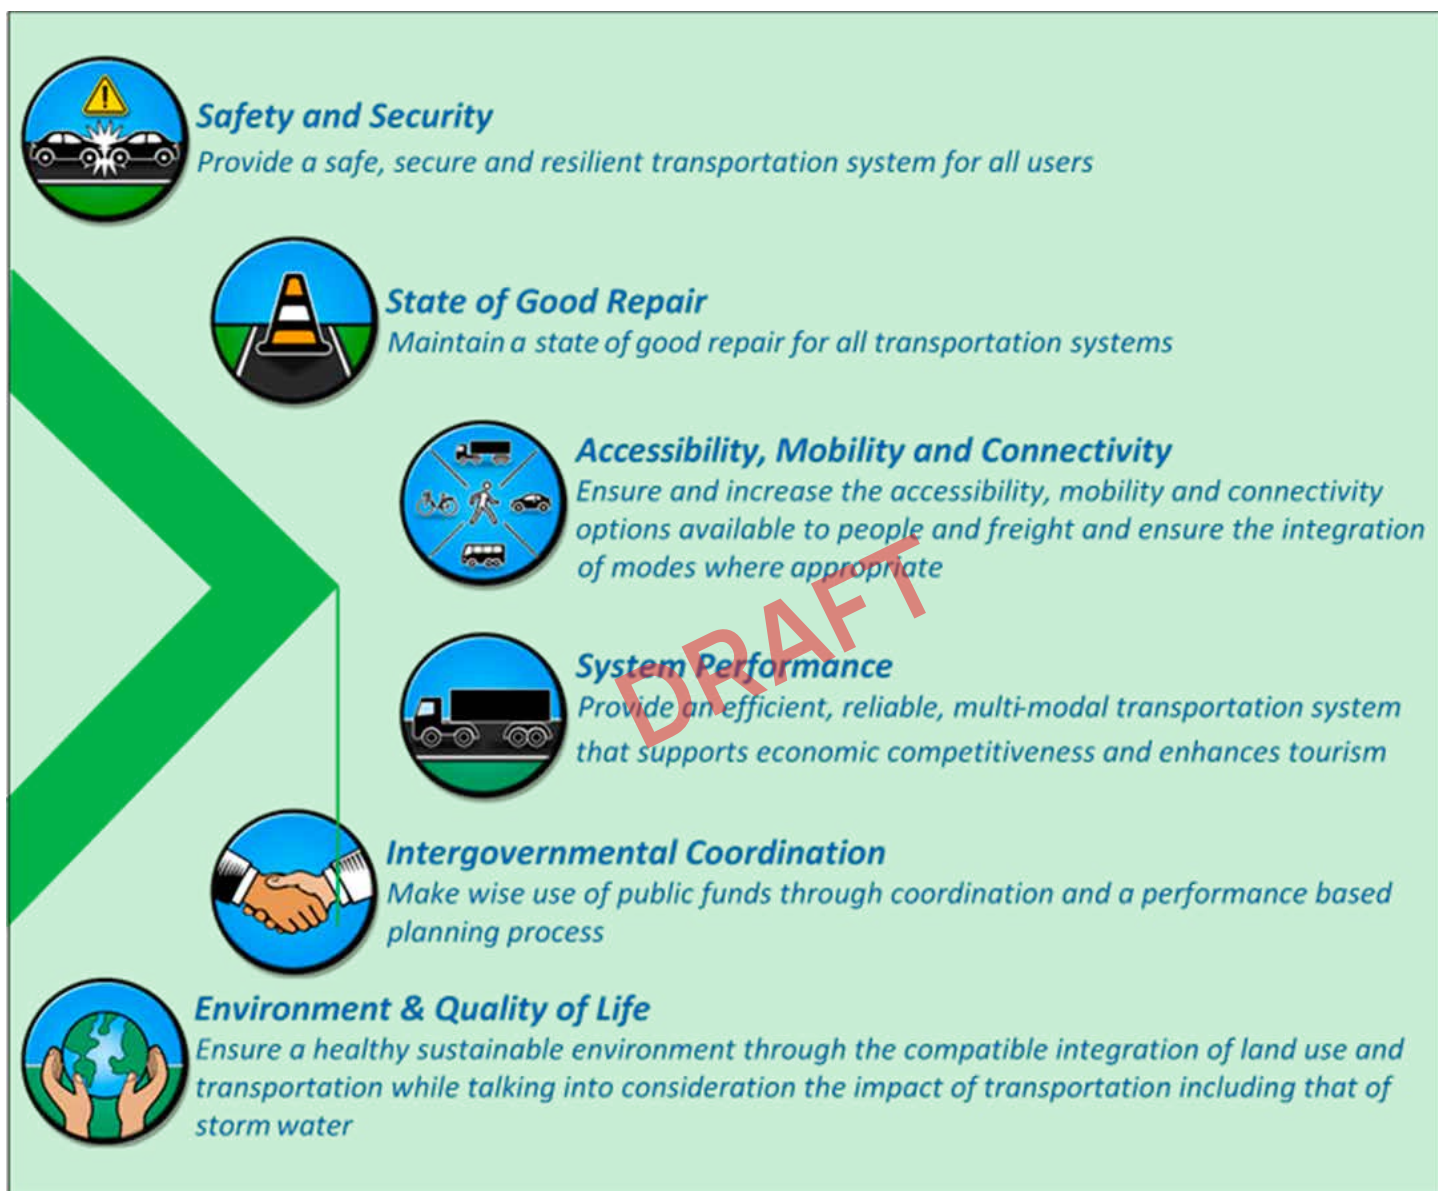 Safety and Security
Provide a safe, secure and resilient transportation system for all users
State of Good Repair
Maintain a state of good repair for all transportation systems
Accessibility, Mobility and Connectivity
Ensure and increase the accessibility, mobility and connectivity
options available to people and freight and ensure the integration
of modes where appropriate
DRAFT
System Performance
Provide an efficient, reliable, multi-modal transportation system
that supports economic competitiveness and enhances tourism
Intergovernmental Coordination
Make wise use of public funds through coordination and a performance based
planning process
Environment & Quality of Life
Ensure a healthy sustainable environment through the compatible integration of land use and
transportation while talking into consideration the impact of transportation including that of
storm water